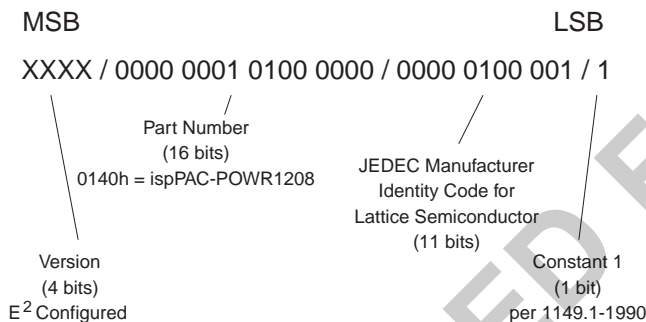 MSB LSB
XXXX / 0000 0001 0100 0000 / 0000 0100 001 / 1
Part Number
(16 bits)
0140h = ispPAC-POWR1208
JEDEC Manufacturer
Identity Code for
Lattice Semiconductor
(11 bits)
Version
(4 bits)
E² Configured
Constant 1
(1 bit)
per 1149.1-1990